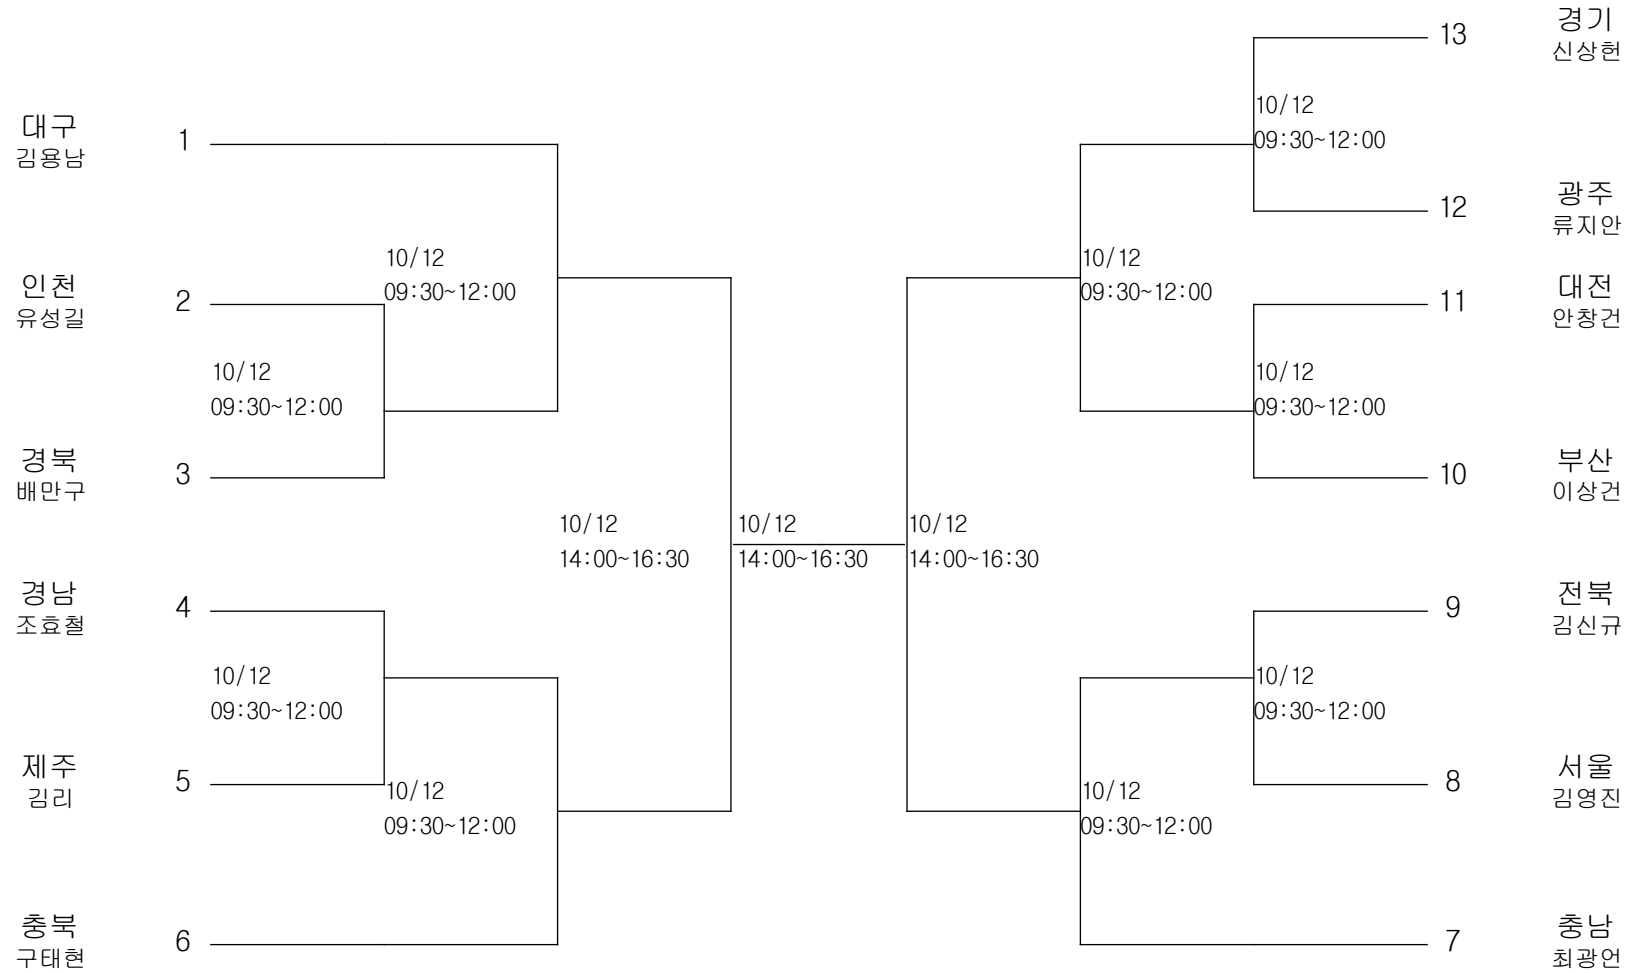 경기
13
신상헌
10/12
09:30~12:00
대구
1
김용남
광주
12
류지안
10/12
09:30~12:00
10/12
09:30~12:00
인천
2
유성길
대전
11
안창건
10/12
09:30~12:00
10/12
09:30~12:00
경북
3
배만구
부산
10
이상건
10/12
14:00~16:30
10/12
14:00~16:30
10/12
14:00~16:30
경남
4
조효철
전북
9
김신규
10/12
09:30~12:00
10/12
09:30~12:00
제주
5
김리
서울
8
김영진
10/12
09:30~12:00
10/12
09:30~12:00
충북
6
구태현
충남
7
최광언